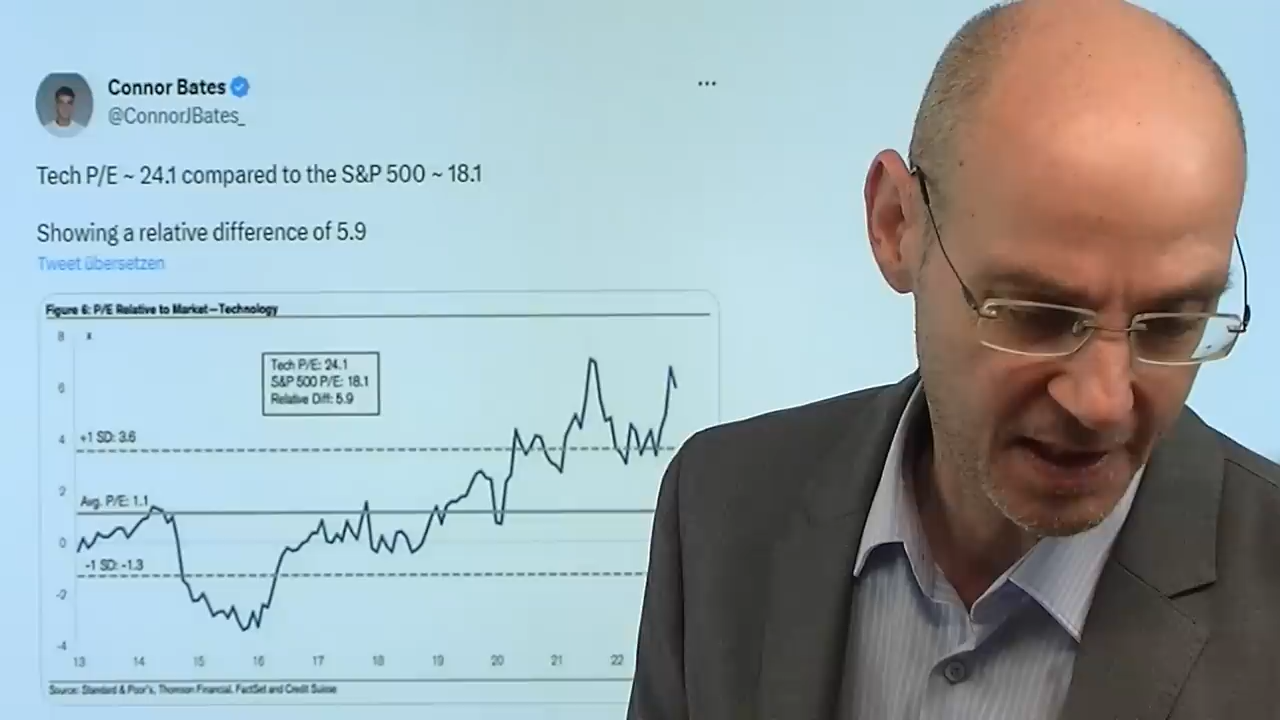 Connor Bates
@ConnorJBates_
Tech P/E ~ 24.1 compared to the S&P 500 ~ 18.1
Showing a relative difference of 5.9
Tweet übersetzen
Figure 6: P/E Relative to Market—Technology
8 x
Tech P/E: 24.1
S&P 500 P/E: 18.1
Relative Diff: 5.9
6
4
+1 SD: 3.6
2
Avg. P/E: 1.1
0
-1 SD: -1.3
-2
-4
13 14 15 16 17 18 19 20 21 22
Source: Standard & Poor's, Thomson Financial, FactSet and Credit Suisse